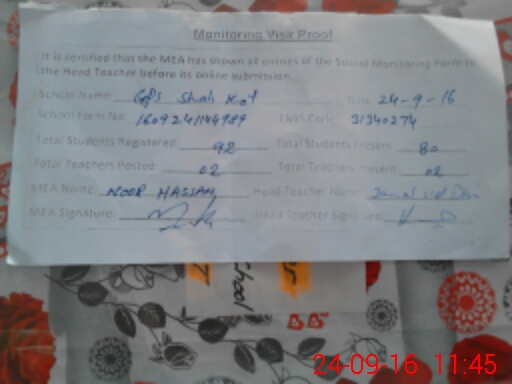 Monitoring Visit Proof
It is certified that the MEA has shown all entries of the School Monitoring Form to
the Head Teacher before its online submission.
School Name: GPS Shah Kot Date: 24-9-16
School Form No: EMIS Code: 31340274
Total Students Registered: 92 Total Students Present: 80
Total Teachers Posted: 02 Total Teachers Present: 02
MEA Name: NOOR HASSAN Head Teacher Name:
MEA Signature: Head Teacher Signature:
School
24-09-16 11:45